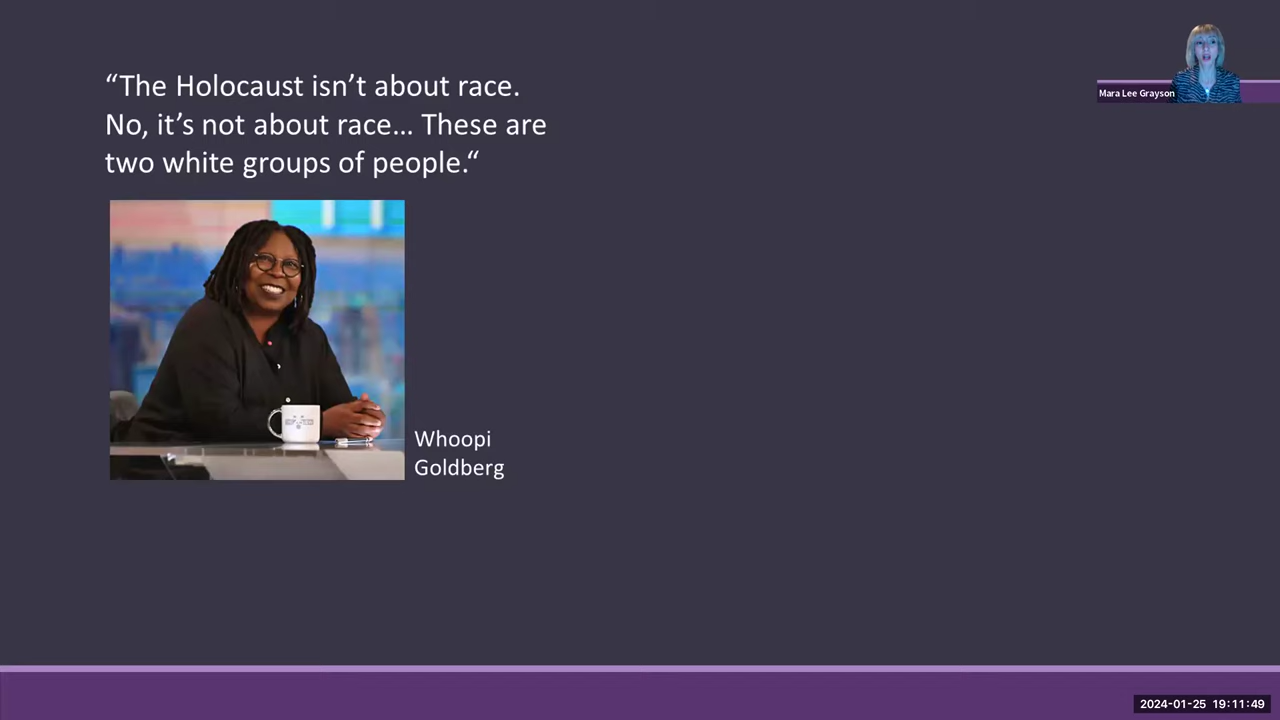 “The Holocaust isn’t about race.
No, it’s not about race… These are
two white groups of people.“
Mara Lee Grayson
Whoopi
Goldberg
2024-01-25 19:11:49